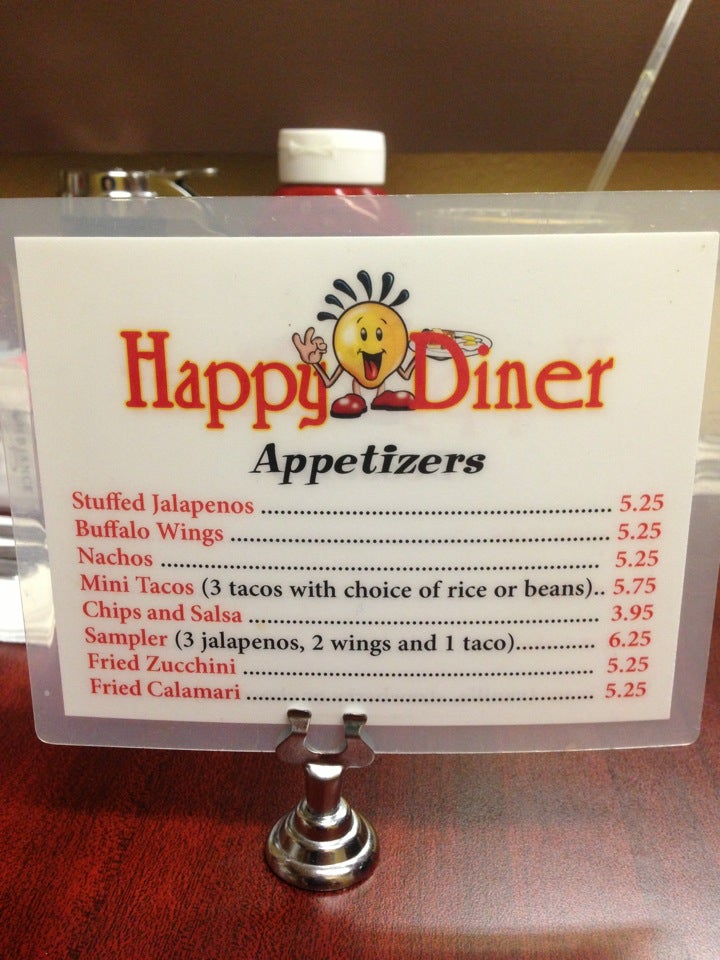 Happy Diner
Appetizers
Stuffed Jalapenos ........................................................ 5.25
Buffalo Wings ............................................................. 5.25
Nachos ....................................................................... 5.25
Mini Tacos (3 tacos with choice of rice or beans).. 5.75
Chips and Salsa ......................................................... 3.95
Sampler (3 jalapenos, 2 wings and 1 taco)............. 6.25
Fried Zucchini ......................................................... 5.25
Fried Calamari ......................................................... 5.25